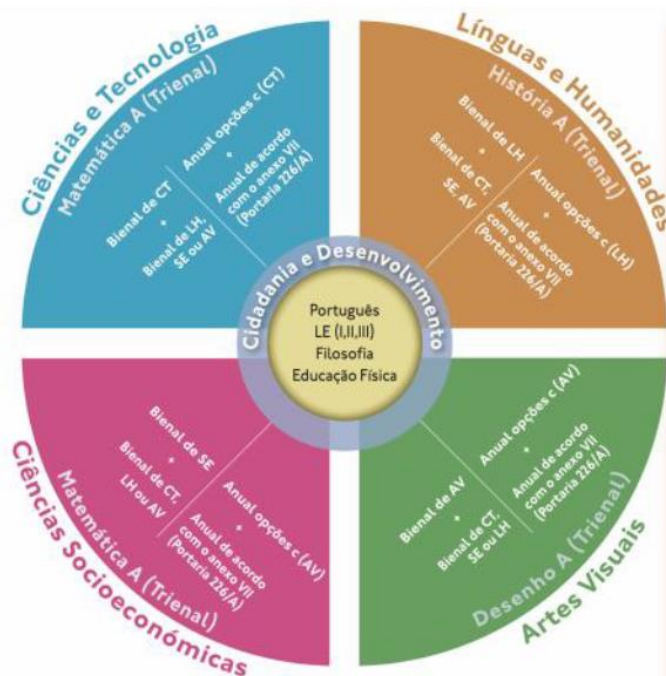 Ciências e Tecnologia
Matemática A (Trienal)
Bienal de CT
+
Bienal de LH,
SE ou AV
Anual opções c (CT)
+
Anual de acordo
com o anexo VII
(Portaria 226/A)
Línguas e Humanidades
História A (Trienal)
Bienal de LH
+
Bienal de CT,
SE, AV
Anual opções c (LH)
+
Anual de acordo
com o anexo VII
(Portaria 226/A)
Cidadania e Desenvolvimento
Português
LE (I,II,III)
Filosofia
Educação Física
Ciências Socioeconómicas
Matemática A (Trienal)
Bienal de SE
+
Bienal de CT,
LH ou AV
Anual opções c (AV)
+
Anual de acordo
com o anexo VII
(Portaria 226/A)
Artes Visuais
Desenho A (Trienal)
Bienal de AV
+
Bienal de CT,
SE ou LH
Anual opções c (AV)
+
Anual de acordo
com o anexo VII
(Portaria 226/A)